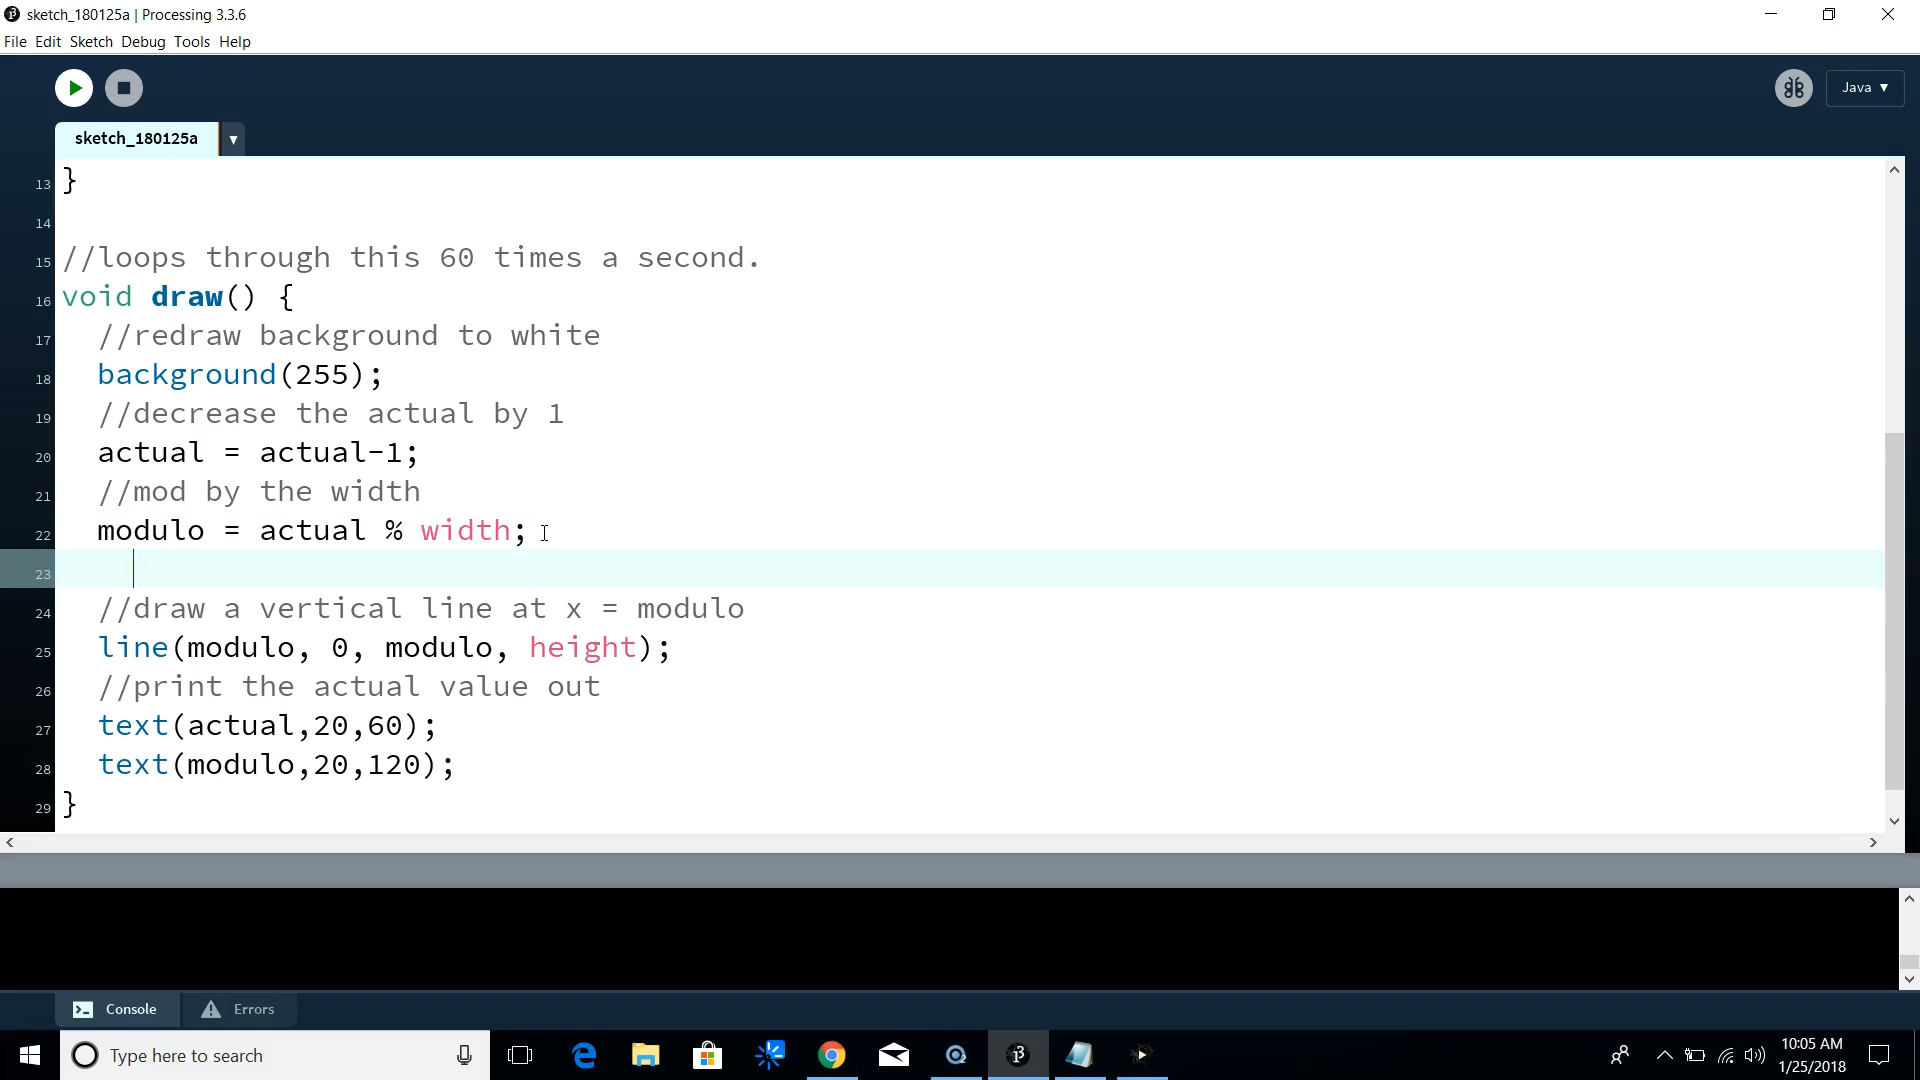 sketch_180125a | Processing 3.3.6
File Edit Sketch Debug Tools Help
Java ▼
sketch_180125a ▼
13 }
14
15 //loops through this 60 times a second.
16 void draw() {
17 //redraw background to white
18 background(255);
19 //decrease the actual by 1
20 actual = actual-1;
21 //mod by the width
22 modulo = actual % width;
23
24 //draw a vertical line at x = modulo
25 line(modulo, 0, modulo, height);
26 //print the actual value out
27 text(actual,20,60);
28 text(modulo,20,120);
29 }
Console Errors
Type here to search
10:05 AM
1/25/2018